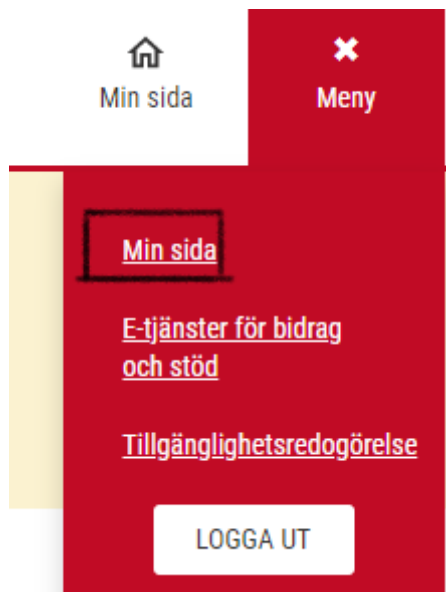 Min sida
Meny
Min sida
E-tjänster för bidrag
och stöd
Tillgänglighetsredogörelse
LOGGA UT